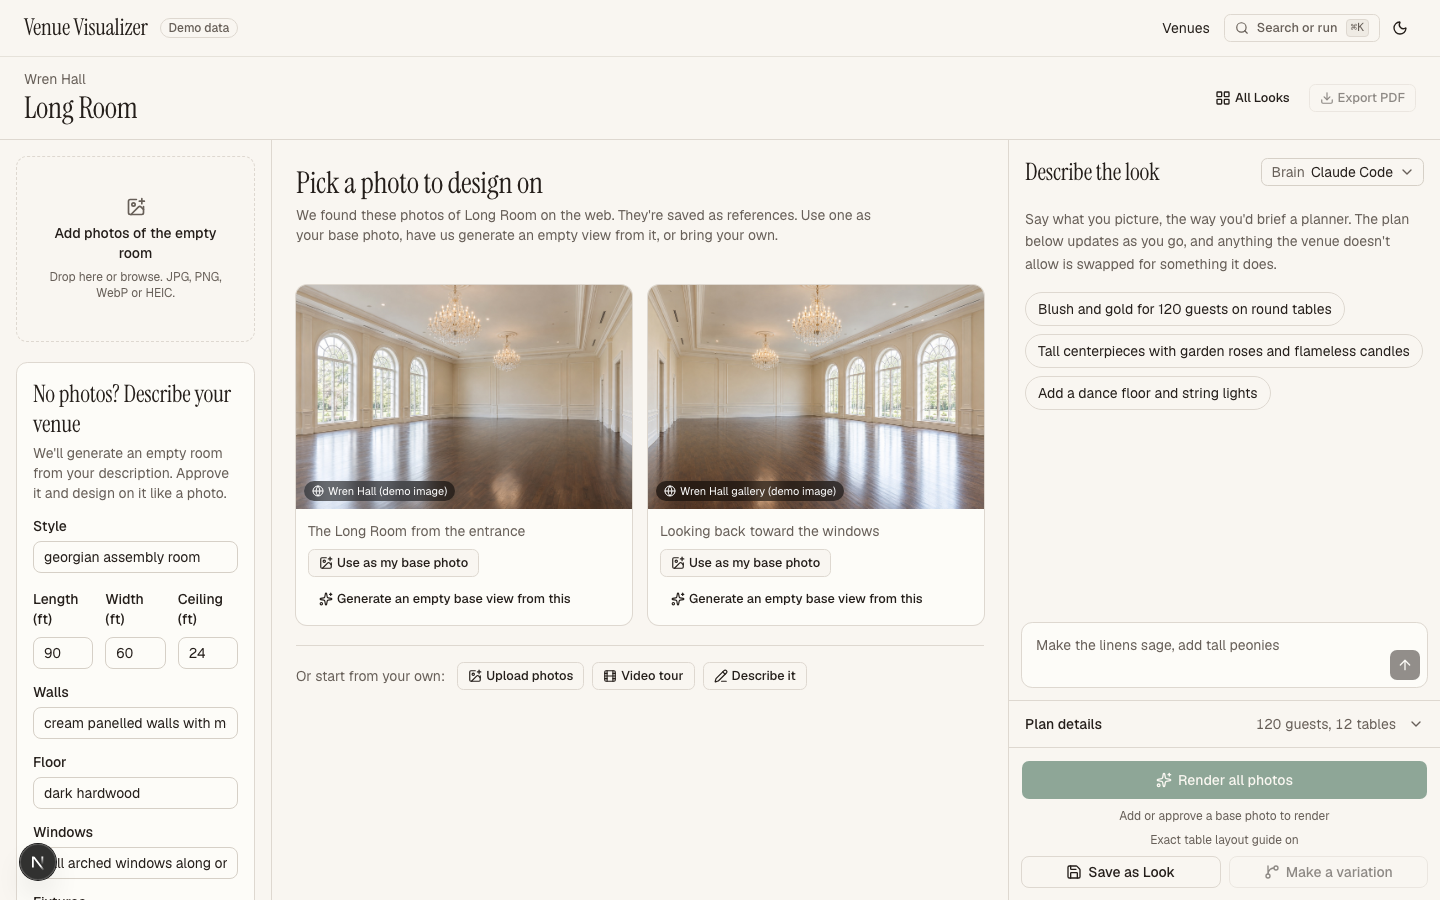 Venue Visualizer
Demo data
Venues
Search or run
⌘K
Wren Hall
Long Room
All Looks
Export PDF
Add photos of the empty
room
Drop here or browse. JPG, PNG,
WebP or HEIC.
No photos? Describe your
venue
We'll generate an empty room
from your description. Approve
it and design on it like a photo.
Style
georgian assembly room
Length
(ft)
Width
(ft)
Ceiling
(ft)
90
60
24
Walls
cream panelled walls with m
Floor
dark hardwood
Windows
ll arched windows along or
N
Pick a photo to design on
We found these photos of Long Room on the web. They're saved as references. Use one as
your base photo, have us generate an empty view from it, or bring your own.
Wren Hall (demo image)
The Long Room from the entrance
Use as my base photo
Generate an empty base view from this
Wren Hall gallery (demo image)
Looking back toward the windows
Use as my base photo
Generate an empty base view from this
Or start from your own:
Upload photos
Video tour
Describe it
Describe the look
Brain Claude Code
Say what you picture, the way you'd brief a planner. The plan
below updates as you go, and anything the venue doesn't
allow is swapped for something it does.
Blush and gold for 120 guests on round tables
Tall centerpieces with garden roses and flameless candles
Add a dance floor and string lights
Make the linens sage, add tall peonies
Plan details
120 guests, 12 tables
Render all photos
Add or approve a base photo to render
Exact table layout guide on
Save as Look
Make a variation